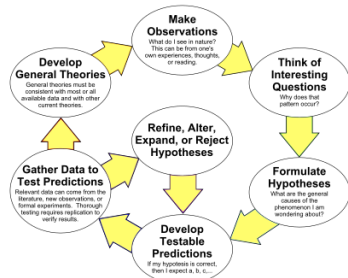 Make
Observations
What do I see in nature?
This can be from one's
own experiences, thoughts,
or reading.
Think of
Interesting
Questions
Why does that
pattern occur?
Formulate
Hypotheses
What are the general
causes of the
phenomenon I am
wondering about?
Develop
Testable
Predictions
If my hypotesis is correct,
then I expect a, b, c,...
Gather Data to
Test Predictions
Relevant data can come from the
literature, new observations, or
formal experiments. Thorough
testing requires replication to
verify results.
Refine, Alter,
Expand, or Reject
Hypotheses
Develop
General Theories
General theories must be
consistent with most or all
available data and with other
current theories.